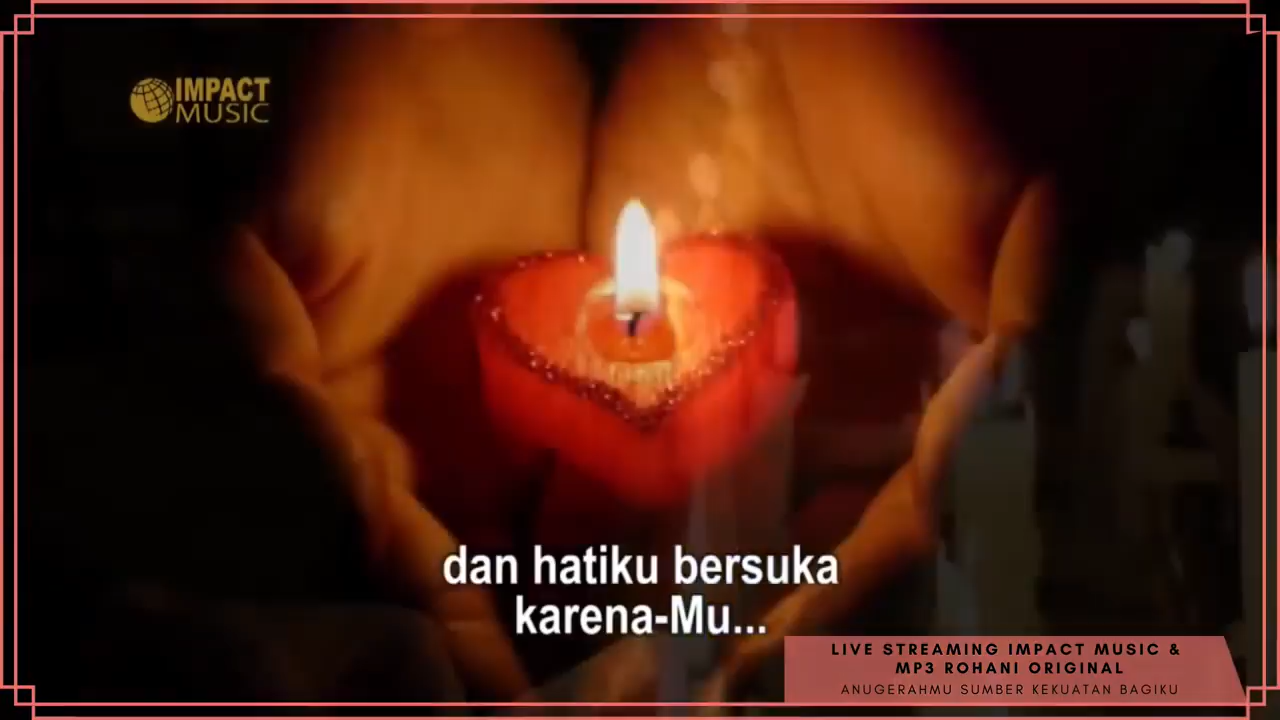 IMPACT
MUSIC
dan hatiku bersuka
karena-Mu...
LIVE STREAMING IMPACT MUSIC &
MP3 ROHANI ORIGINAL
ANUGERAHMU SUMBER KEKUATAN BAGIKU